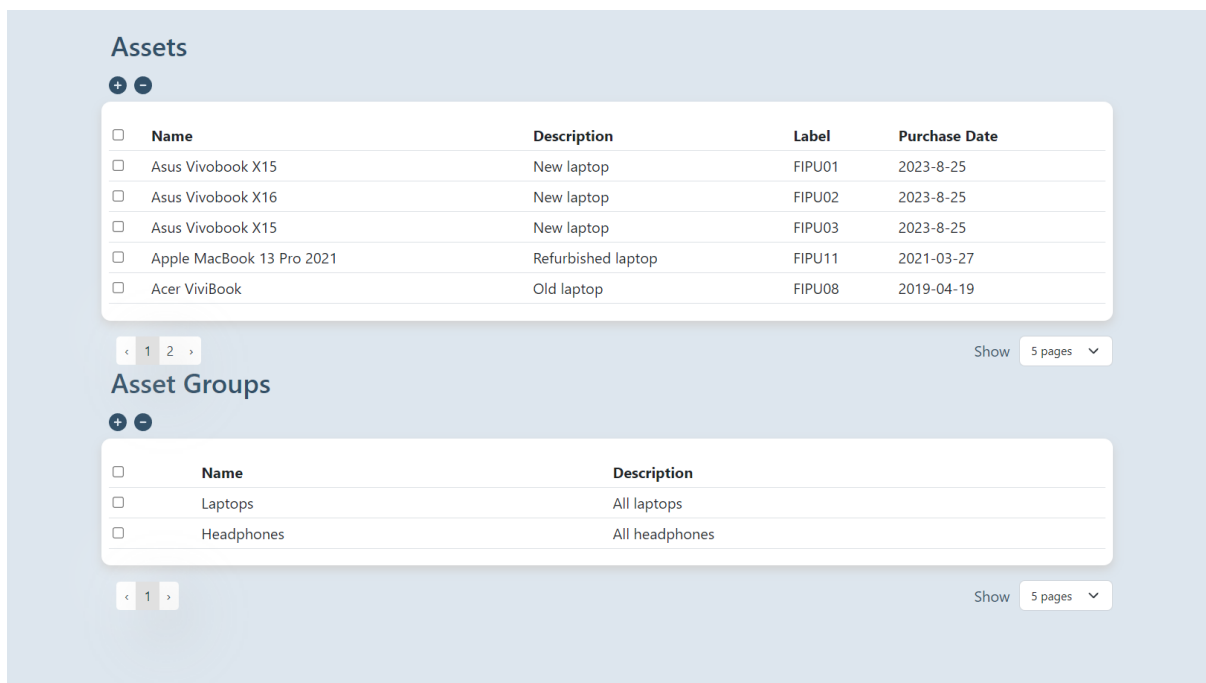 Assets
Name Description Label Purchase Date
Asus Vivobook X15 New laptop FIPU01 2023-8-25
Asus Vivobook X16 New laptop FIPU02 2023-8-25
Asus Vivobook X15 New laptop FIPU03 2023-8-25
Apple MacBook 13 Pro 2021 Refurbished laptop FIPU11 2021-03-27
Acer ViviBook Old laptop FIPU08 2019-04-19
‹ 1 2 › Show 5 pages
Asset Groups
Name Description
Laptops All laptops
Headphones All headphones
‹ 1 › Show 5 pages